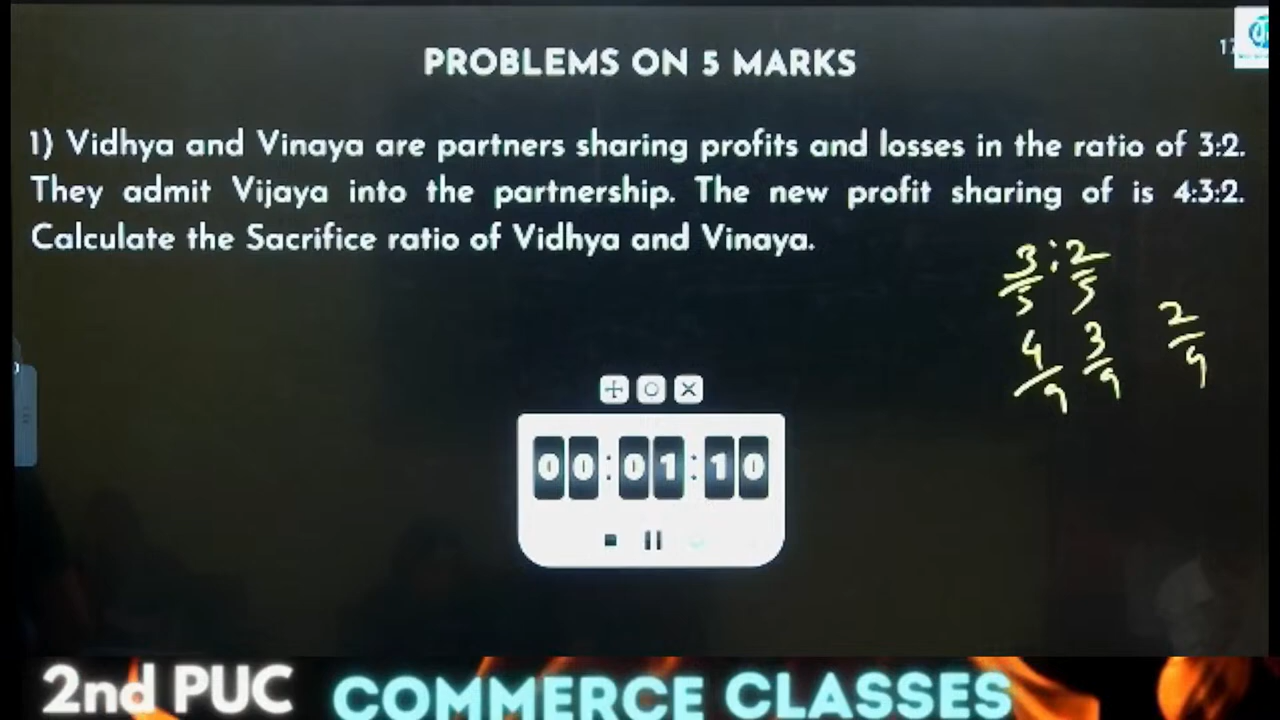 PROBLEMS ON 5 MARKS
17
1) Vidhya and Vinaya are partners sharing profits and losses in the ratio of 3:2.
They admit Vijaya into the partnership. The new profit sharing of is 4:3:2.
Calculate the Sacrifice ratio of Vidhya and Vinaya.
3/5 : 2/5
4/9 3/9 2/9
00:01:10
2nd PUC COMMERCE CLASSES